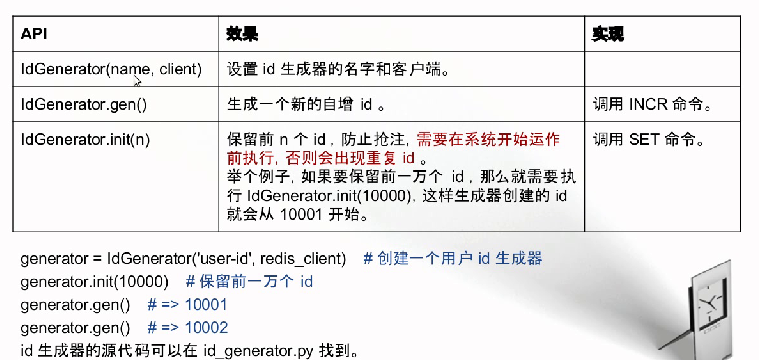 API 效果 实现
IdGenerator(name, client) 设置 id 生成器的名字和客户端。
IdGenerator.gen() 生成一个新的自增 id 。 调用 INCR 命令。
IdGenerator.init(n) 保留前 n 个 id , 防止抢注, 需要在系统开始运作 调用 SET 命令。
前执行, 否则会出现重复 id 。
举个例子, 如果要保留前一万个 id , 那么就需要执
行 IdGenerator.init(10000), 这样生成器创建的 id
就会从 10001 开始。
generator = IdGenerator('user-id', redis_client) # 创建一个用户 id 生成器
generator.init(10000) # 保留前一万个 id
generator.gen() # => 10001
generator.gen() # => 10002
id 生成器的源代码可以在 id_generator.py 找到。